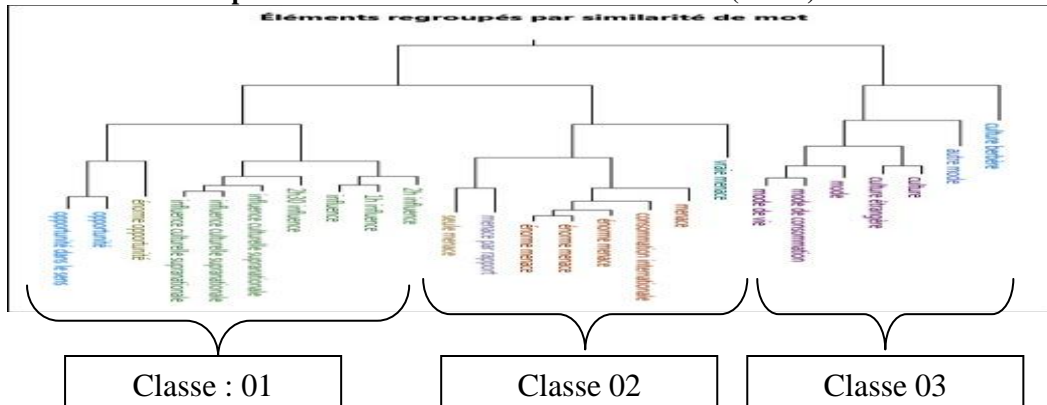 Éléments regroupés par similarité de mot
opportunité dans le sens
opportunité
énorme opportunité
influence culturelle supranationale
influence culturelle supranationale
influence culturelle supranationale
2h30 influence
influence
1h influence
2h influence
seule menace
menace par rapport
énorme menace
énorme menace
énorme menace
consommation internationale
menace
vraie menace
mode de vie
mode de consommation
mode
culture étrangère
culture
autre mode
culture berbère
Classe : 01
Classe 02
Classe 03